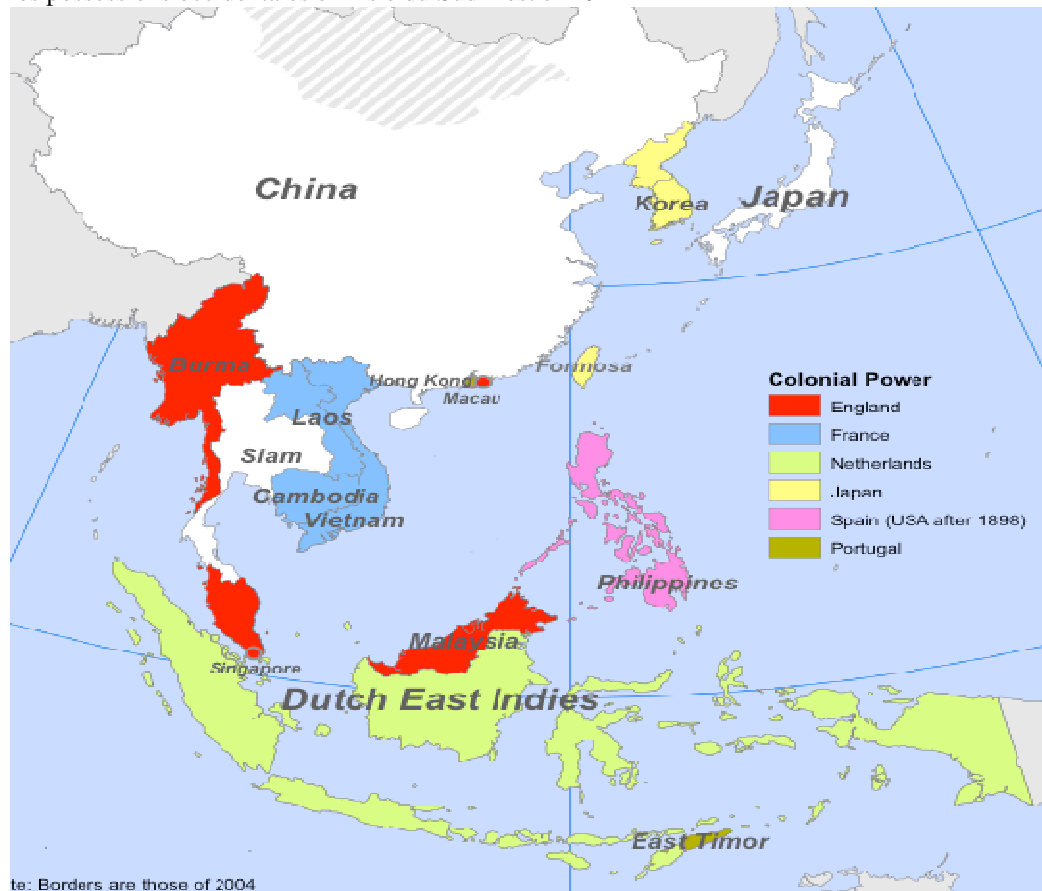 China
Korea
Japan
Burma
Hong Kong
Macau
Formosa
Laos
Siam
Cambodia
Vietnam
Philippines
Malaysia
Singapore
Dutch East Indies
East Timor
Colonial Power
England
France
Netherlands
Japan
Spain (USA after 1898)
Portugal
te: Borders are those of 2004